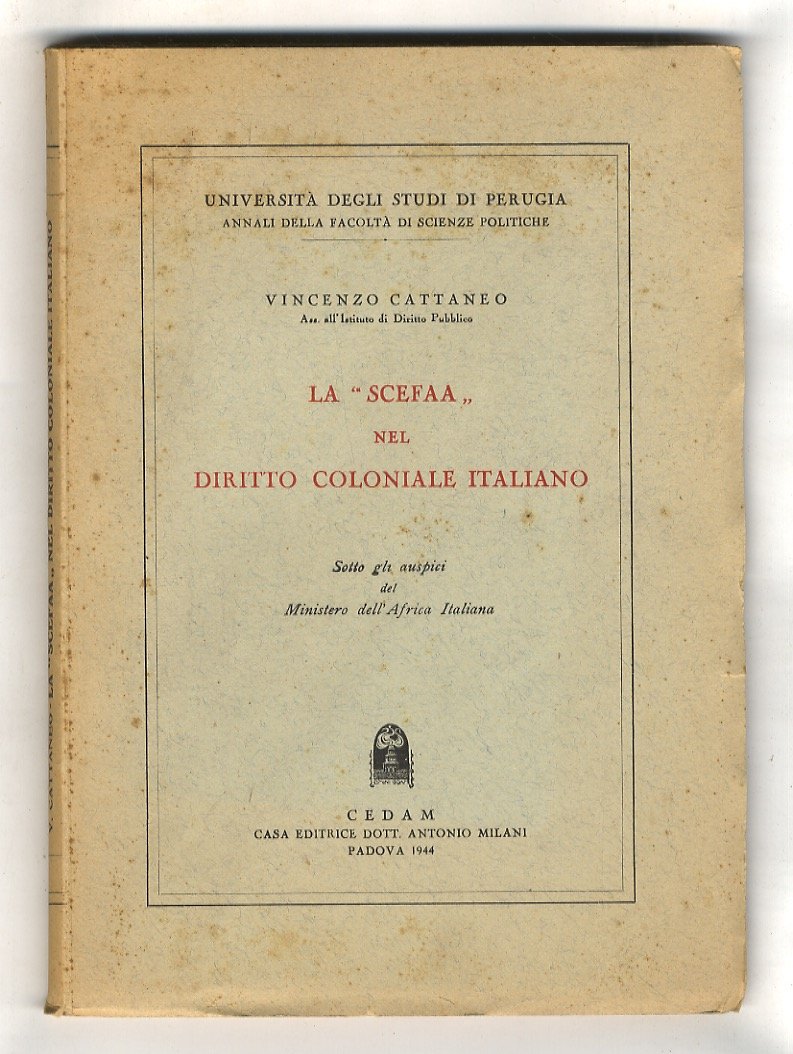 UNIVERSITÀ DEGLI STUDI DI PERUGIA
ANNALI DELLA FACOLTÀ DI SCIENZE POLITICHE
VINCENZO CATTANEO
Ass. all'Istituto di Diritto Pubblico
LA “ SCEFAA „
NEL
DIRITTO COLONIALE ITALIANO
Sotto gli auspici
del
Ministero dell'Africa Italiana
CEDAM
CASA EDITRICE DOTT. ANTONIO MILANI
PADOVA 1944
V. CATTANEO - LA “ SCEFAA „ NEL DIRITTO COLONIALE ITALIANO